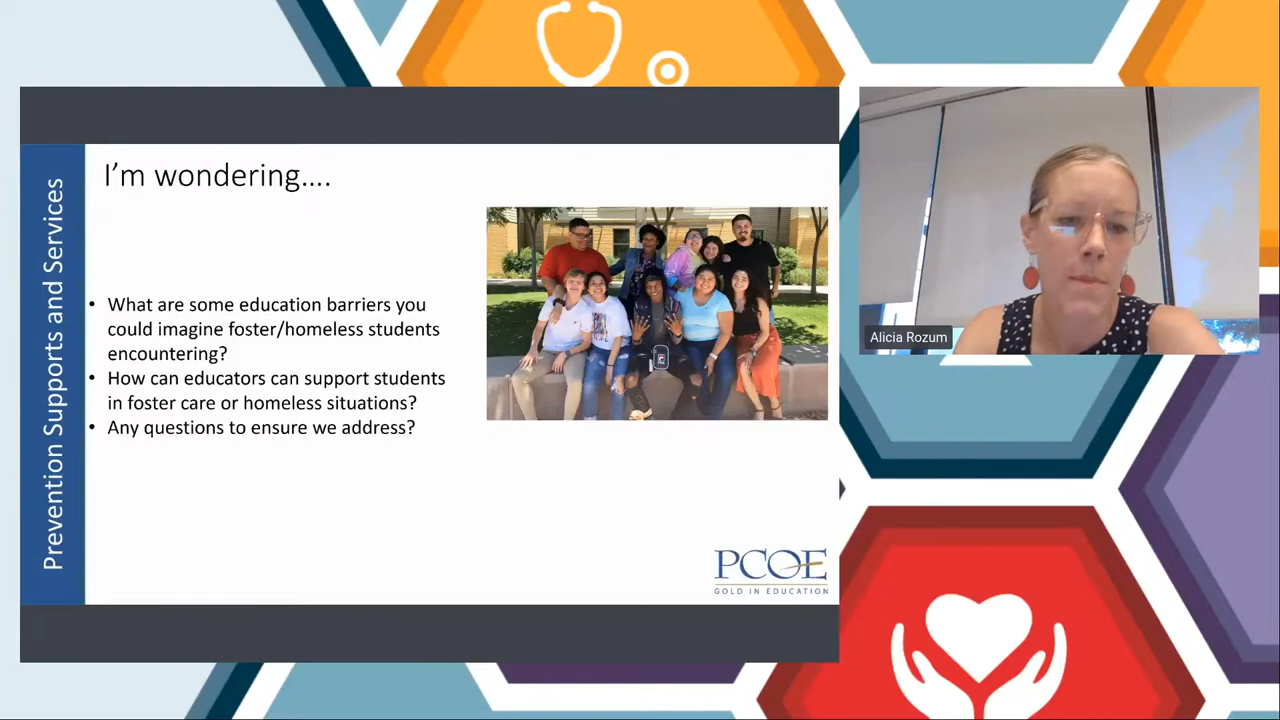 Prevention Supports and Services
I’m wondering....
• What are some education barriers you
could imagine foster/homeless students
encountering?
• How can educators can support students
in foster care or homeless situations?
• Any questions to ensure we address?
PCOE
GOLD IN EDUCATION
Alicia Rozum